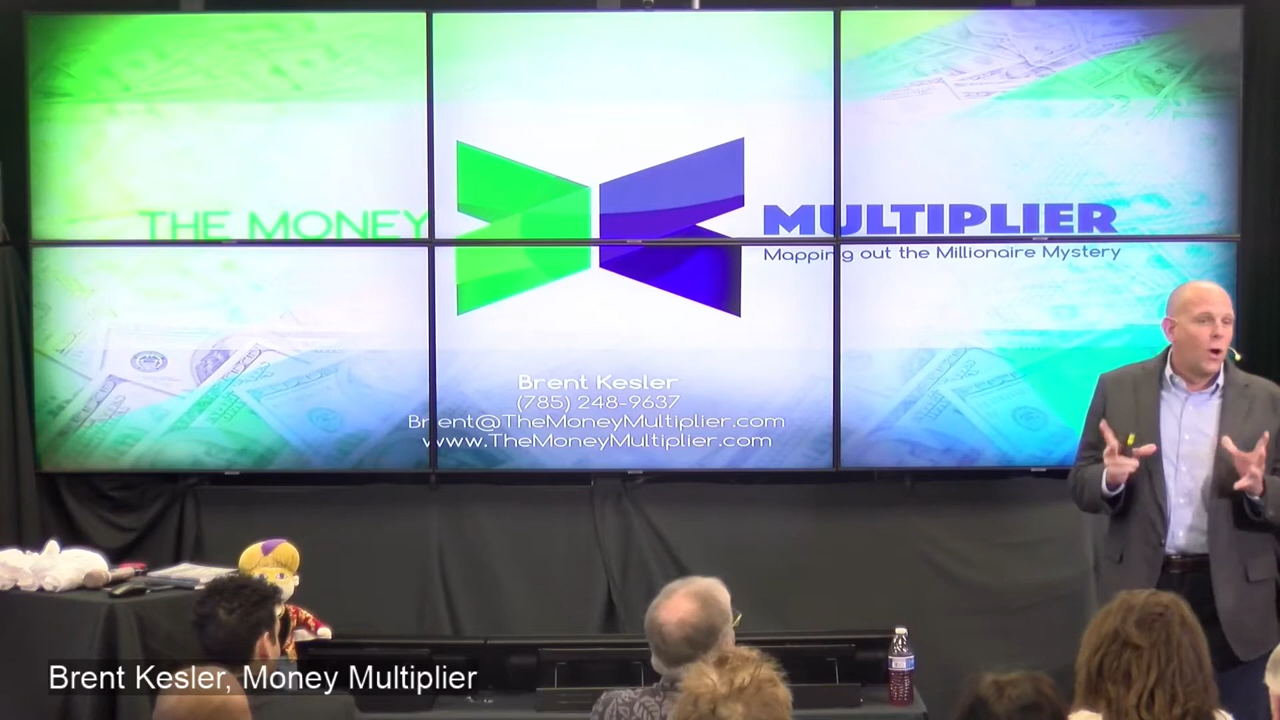 THE MONEY MULTIPLIER
Mapping out the Millionaire Mystery
Brent Kesler
(785) 248-9637
Brent@TheMoneyMultiplier.com
www.TheMoneyMultiplier.com
Brent Kesler, Money Multiplier